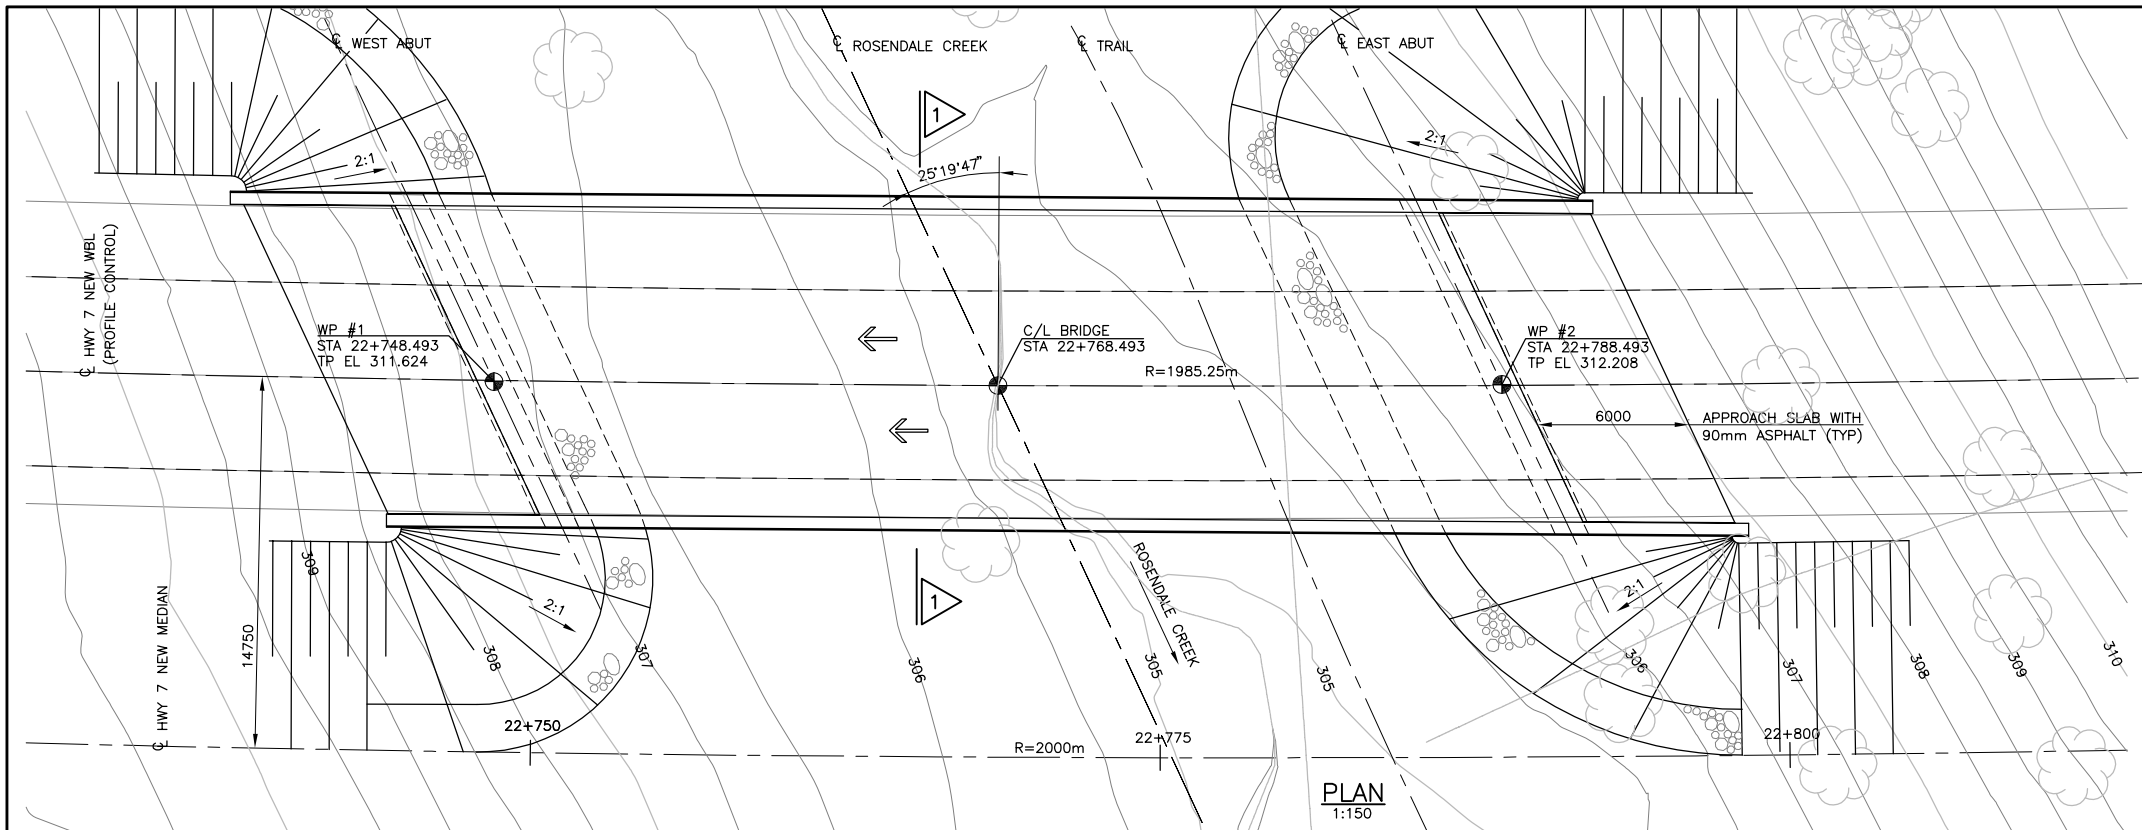 ℄ WEST ABUT
℄ ROSENDALE CREEK
℄ TRAIL
℄ EAST ABUT
1
2:1
25°19'47"
2:1
℄ HWY 7 NEW WBL
(PROFILE CONTROL)
WP #1
STA 22+748.493
TP EL 311.624
C/L BRIDGE
STA 22+768.493
R=1985.25m
WP #2
STA 22+788.493
TP EL 312.208
6000
APPROACH SLAB WITH
90mm ASPHALT (TYP)
℄ HWY 7 NEW MEDIAN
14750
309
2:1
308
307
306
1
ROSENDALE CREEK
305
305
2:1
306
307
308
309
310
22+750
R=2000m
22+775
22+800
PLAN
1:150